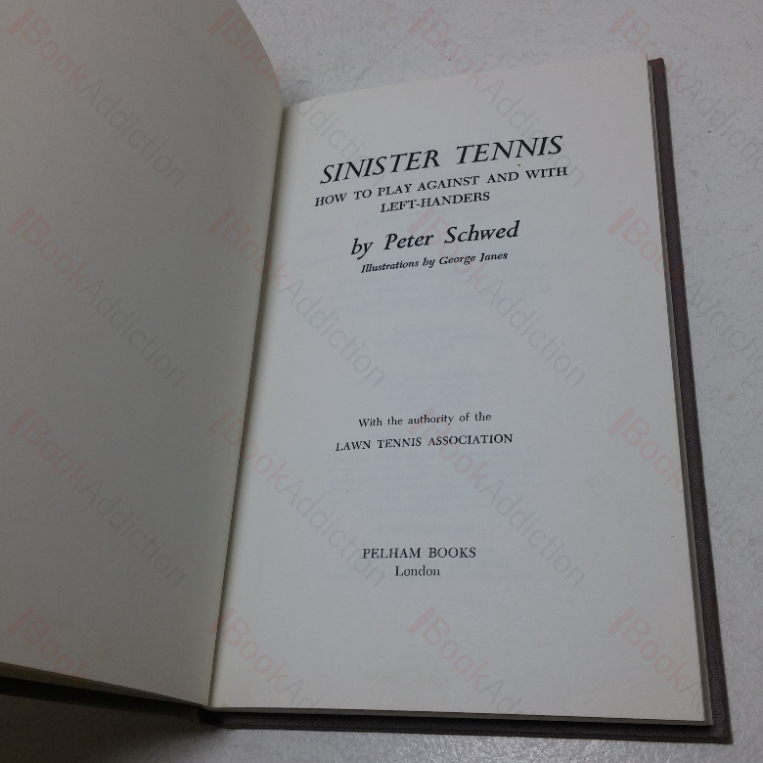 SINISTER TENNIS
HOW TO PLAY AGAINST AND WITH
LEFT-HANDERS
by Peter Schwed
Illustrations by George Janes
With the authority of the
LAWN TENNIS ASSOCIATION
PELHAM BOOKS
London
BookAddiction